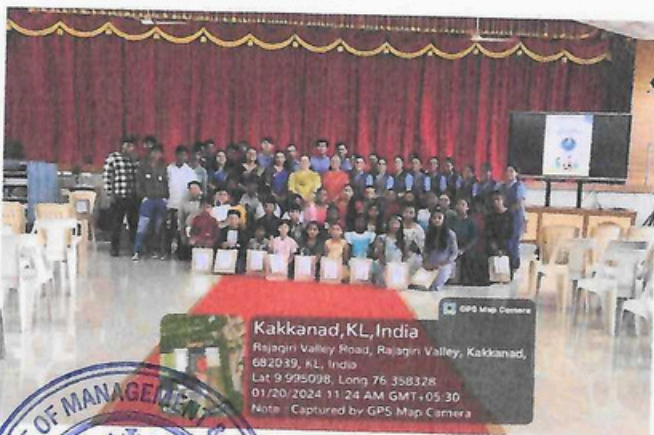 GPS Map Camera
Kakkanad, KL, India
Rajagiri Valley Road, Rajagiri Valley, Kakkanad,
682039, KL, India
Lat 9.995098, Long 76.358328
01/20/2024 11:24 AM GMT+05:30
Note : Captured by GPS Map Camera
OF MANAGEMENT